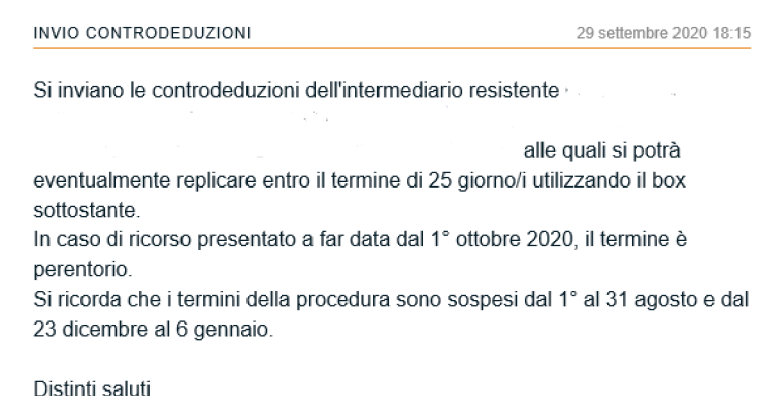 INVIO CONTRODEDUZIONI 29 settembre 2020 18:15
Si inviano le controdeduzioni dell'intermediario resistente
alle quali si potrà
eventualmente replicare entro il termine di 25 giorno/i utilizzando il box
sottostante.
In caso di ricorso presentato a far data dal 1° ottobre 2020, il termine è
perentorio.
Si ricorda che i termini della procedura sono sospesi dal 1° al 31 agosto e dal
23 dicembre al 6 gennaio.
Distinti saluti